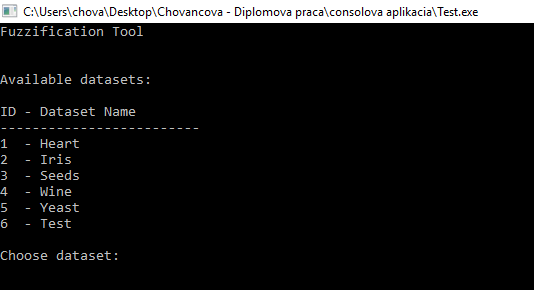 C:\Users\chova\Desktop\Chovancova - Diplomova praca\consolova aplikacia\Test.exe
Fuzzification Tool
Available datasets:
ID - Dataset Name
-------------------------
1  - Heart
2  - Iris
3  - Seeds
4  - Wine
5  - Yeast
6  - Test
Choose dataset: